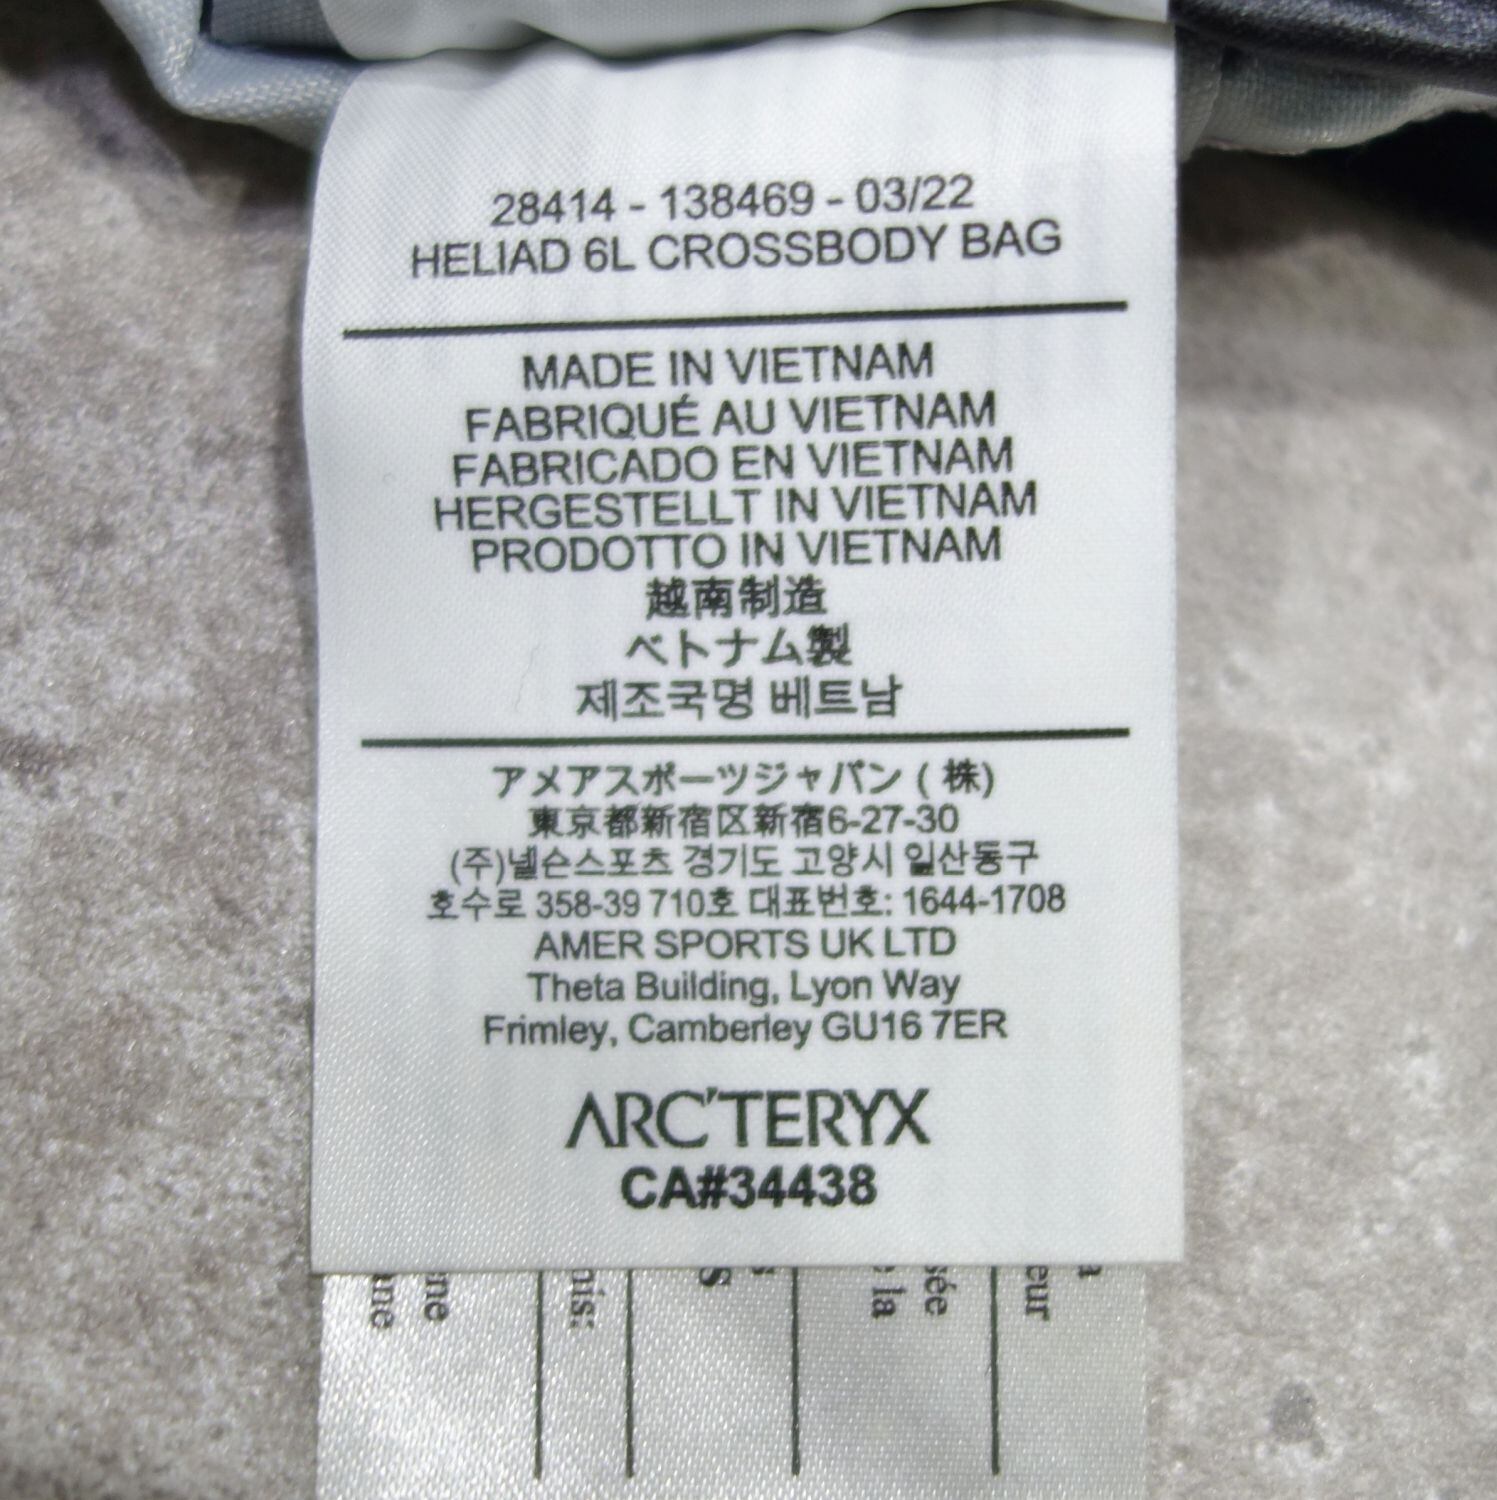 28414 - 138469 - 03/22
HELIAD 6L CROSSBODY BAG
MADE IN VIETNAM
FABRIQUÉ AU VIETNAM
FABRICADO EN VIETNAM
HERGESTELLT IN VIETNAM
PRODOTTO IN VIETNAM
越南制造
ベトナム製
제조국명 베트남
アメアスポーツジャパン ( 株)
東京都新宿区新宿6-27-30
(주)넬슨스포츠 경기도 고양시 일산동구
호수로 358-39 710호 대표번호: 1644-1708
AMER SPORTS UK LTD
Theta Building, Lyon Way
Frimley, Camberley GU16 7ER
ARC'TERYX
CA#34438
la